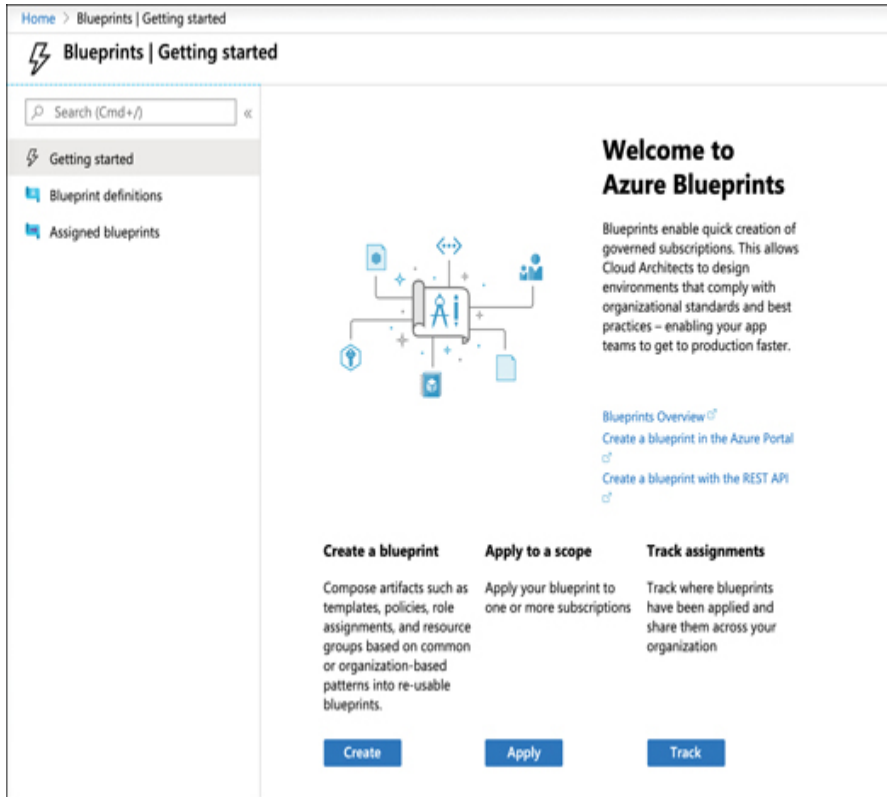 Home > Blueprints | Getting started
Blueprints | Getting started
Search (Cmd+/)
«
Getting started
Blueprint definitions
Assigned blueprints
Welcome to
Azure Blueprints
Blueprints enable quick creation of
governed subscriptions. This allows
Cloud Architects to design
environments that comply with
organizational standards and best
practices – enabling your app
teams to get to production faster.
Blueprints Overview
Create a blueprint in the Azure Portal
Create a blueprint with the REST API
Create a blueprint
Compose artifacts such as
templates, policies, role
assignments, and resource
groups based on common
or organization-based
patterns into re-usable
blueprints.
Create
Apply to a scope
Apply your blueprint to
one or more subscriptions
Apply
Track assignments
Track where blueprints
have been applied and
share them across your
organization
Track